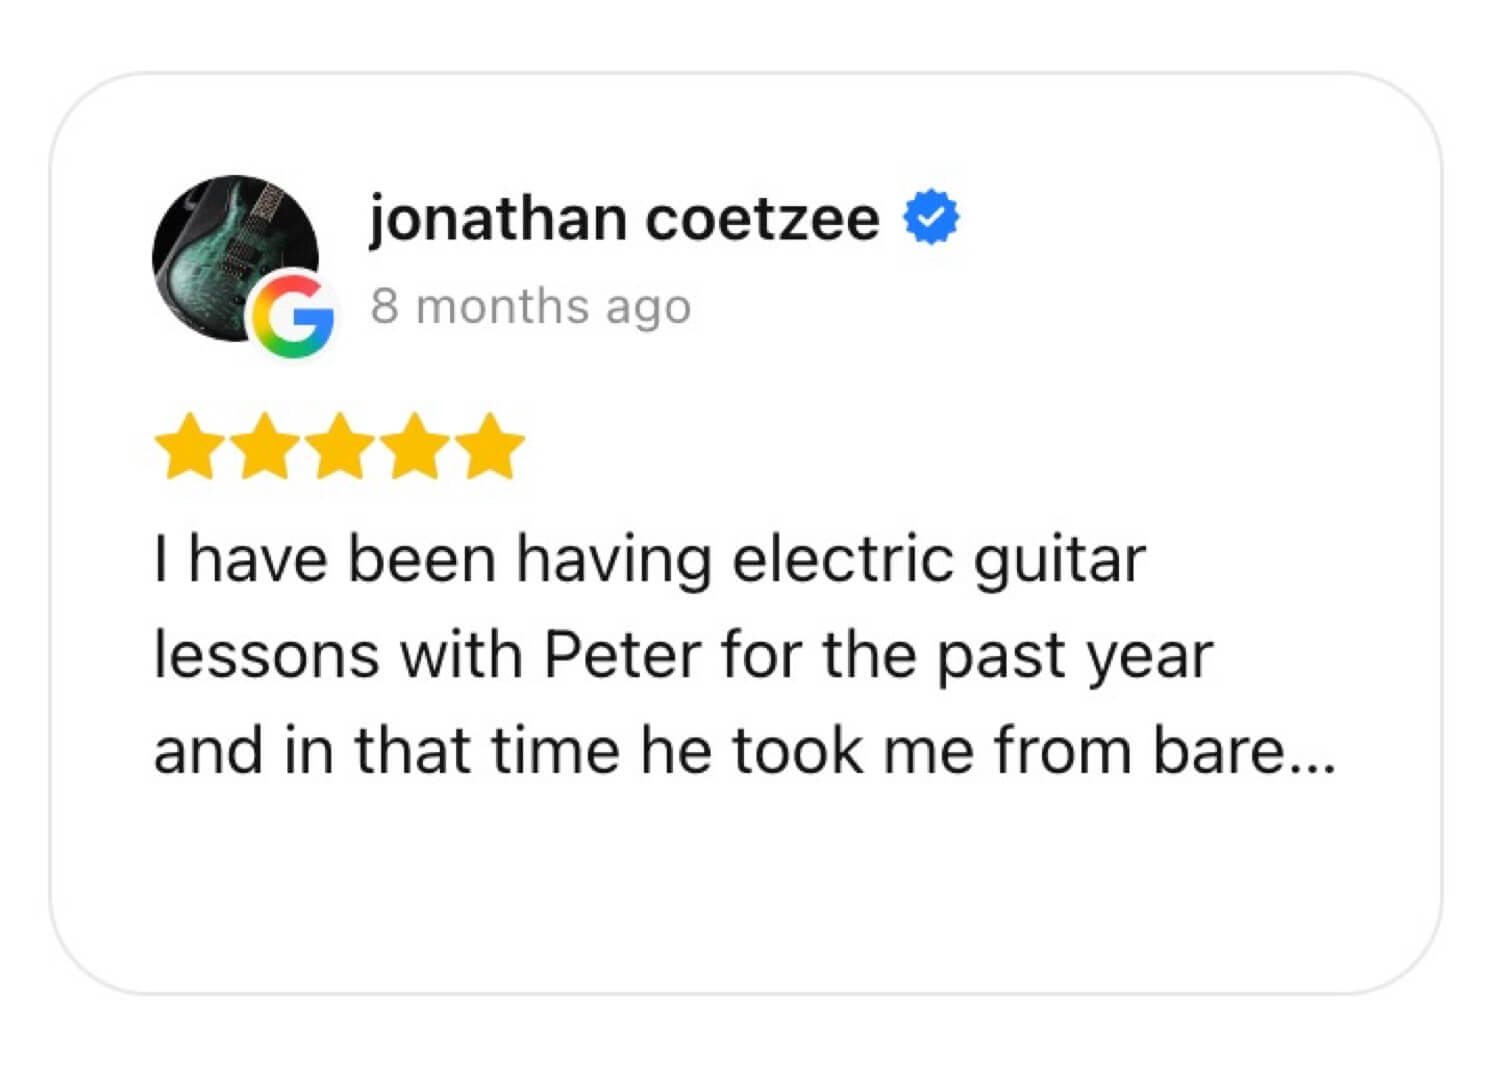 jonathan coetzee
8 months ago
I have been having electric guitar
lessons with Peter for the past year
and in that time he took me from bare...